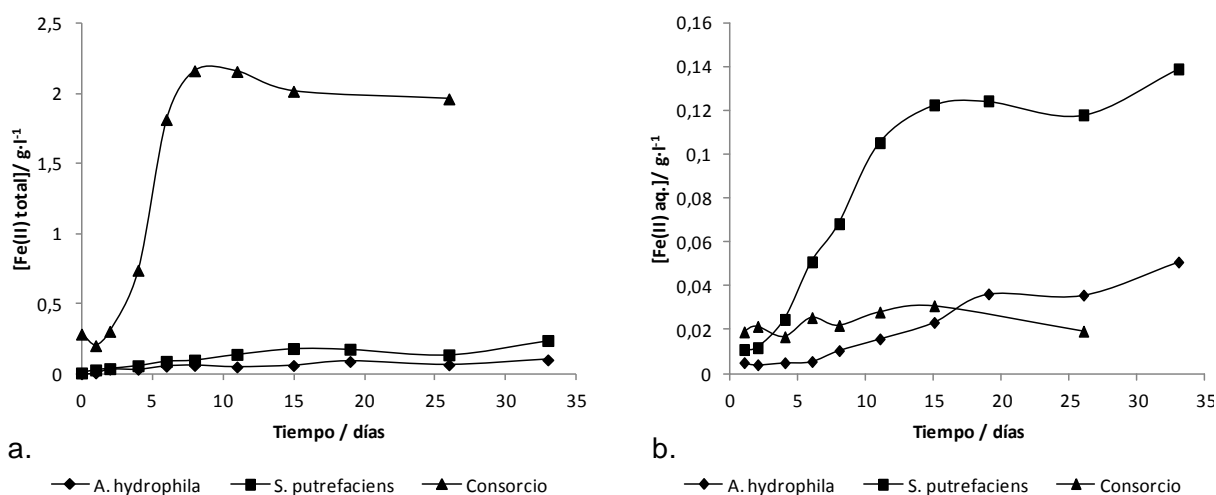 2,5
2
1,5
1
0,5
0
[Fe(II) total]/ g·l⁻¹
0 5 10 15 20 25 30 35
Tiempo / días
a.
A. hydrophila S. putrefaciens Consorcio
0,16
0,14
0,12
0,1
0,08
0,06
0,04
0,02
0
[Fe(II) aq.]/ g·l⁻¹
0 5 10 15 20 25 30 35
Tiempo / días
b.
A. hydrophila S. putrefaciens Consorcio